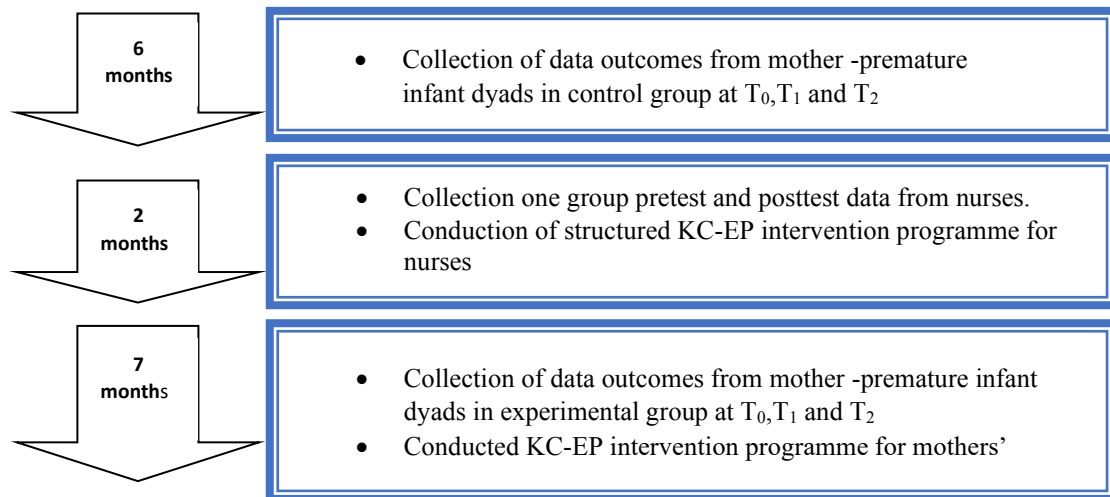 6
months
• Collection of data outcomes from mother -premature
infant dyads in control group at T₀,T₁ and T₂
2
months
• Collection one group pretest and posttest data from nurses.
• Conduction of structured KC-EP intervention programme for
nurses
7
months
• Collection of data outcomes from mother -premature infant
dyads in experimental group at T₀,T₁ and T₂
• Conducted KC-EP intervention programme for mothers’